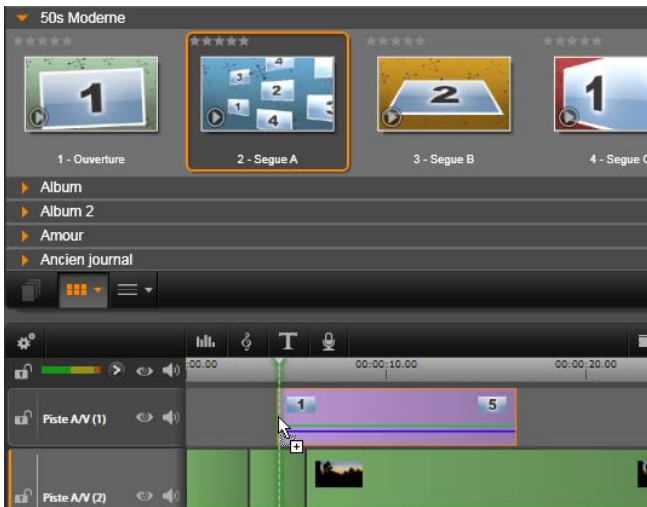 50s Moderne
1
3
4
2
1
4
2
1
1 - Ouverture
2 - Segue A
3 - Segue B
4 - Segue
Album
Album 2
Amour
Ancien journal
T
:00.00
00:00:10.00
00:00:20.00
1
5
Piste A/V (1)
Piste A/V (2)